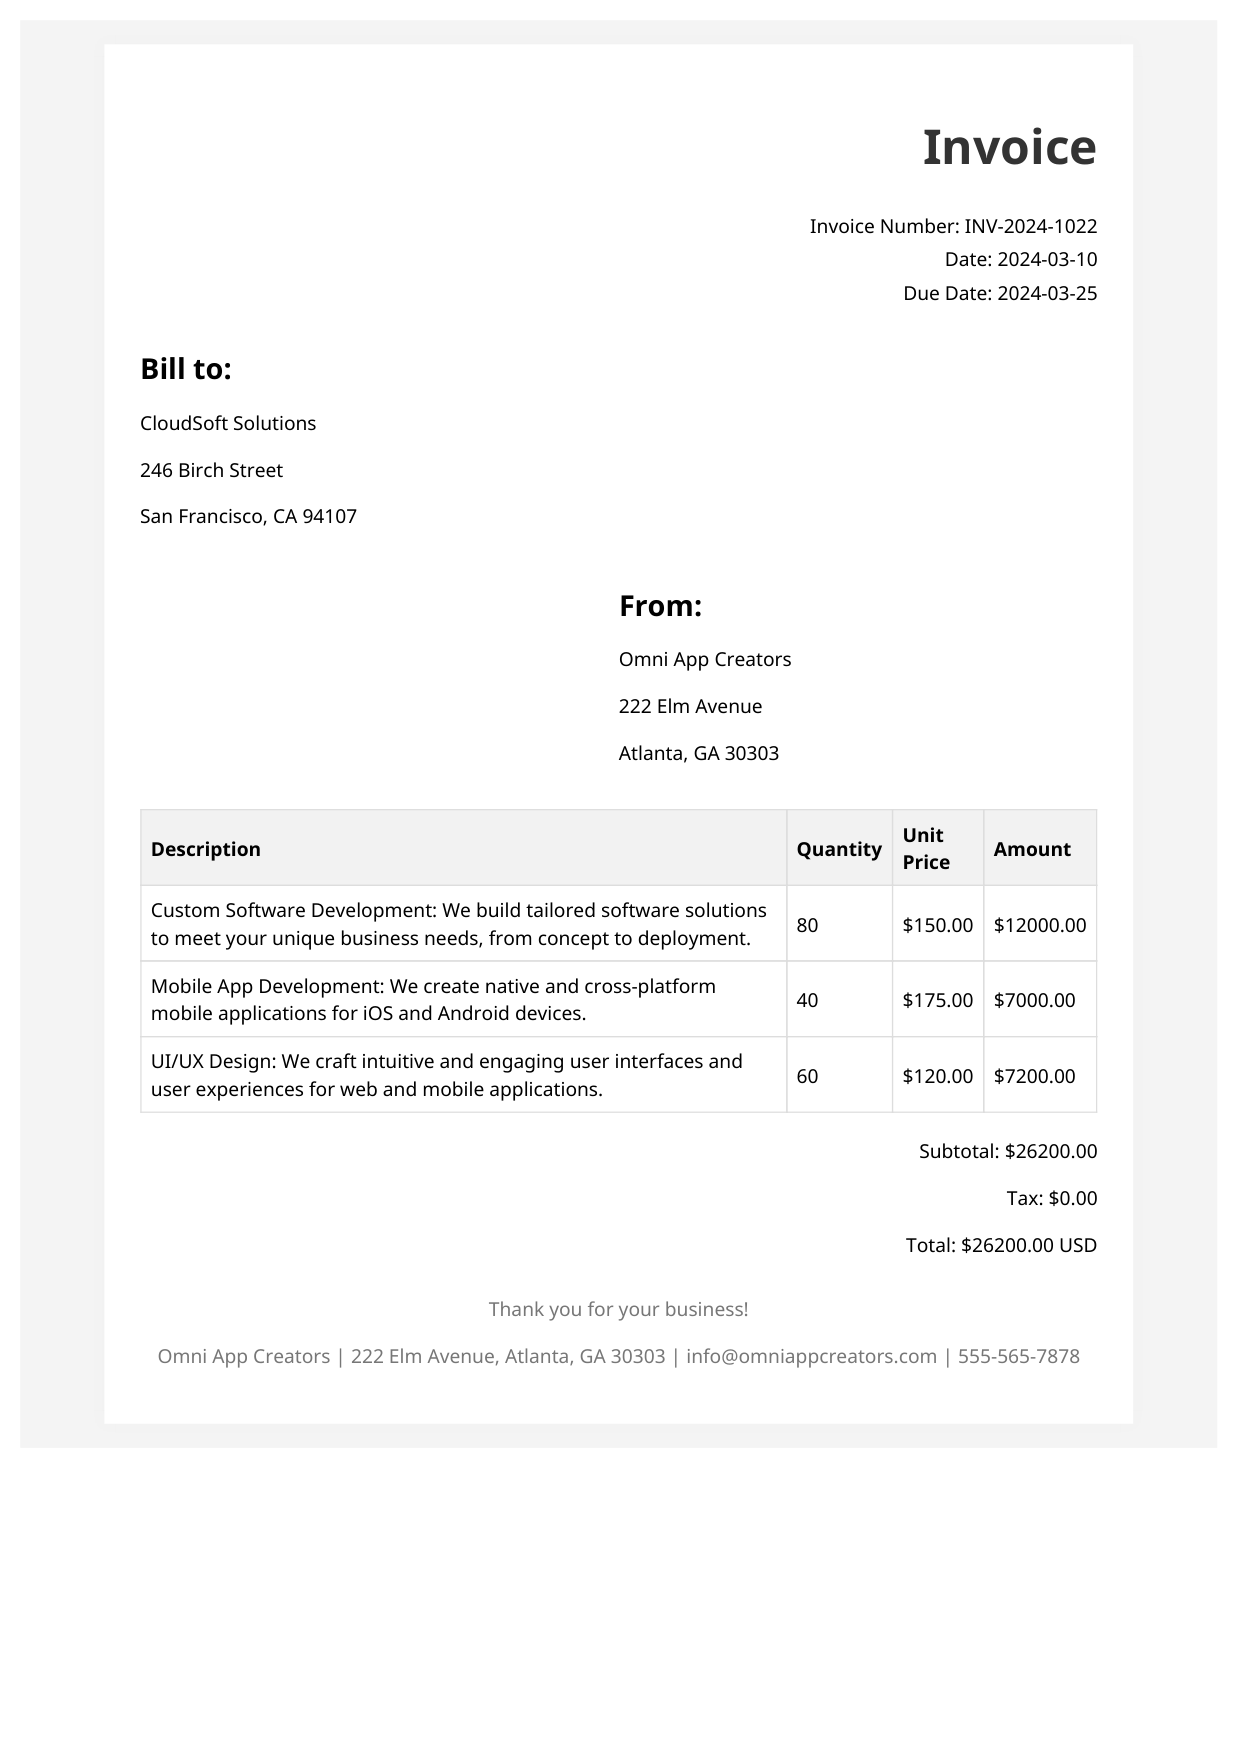 Invoice
Invoice Number: INV-2024-1022
Date: 2024-03-10
Due Date: 2024-03-25
Bill to:
CloudSoft Solutions
246 Birch Street
San Francisco, CA 94107
From:
Omni App Creators
222 Elm Avenue
Atlanta, GA 30303
Description Quantity Unit Price Amount
Custom Software Development: We build tailored software solutions
to meet your unique business needs, from concept to deployment. 80 $150.00 $12000.00
Mobile App Development: We create native and cross-platform
mobile applications for iOS and Android devices. 40 $175.00 $7000.00
UI/UX Design: We craft intuitive and engaging user interfaces and
user experiences for web and mobile applications. 60 $120.00 $7200.00
Subtotal: $26200.00
Tax: $0.00
Total: $26200.00 USD
Thank you for your business!
Omni App Creators | 222 Elm Avenue, Atlanta, GA 30303 | info@omniappcreators.com | 555-565-7878